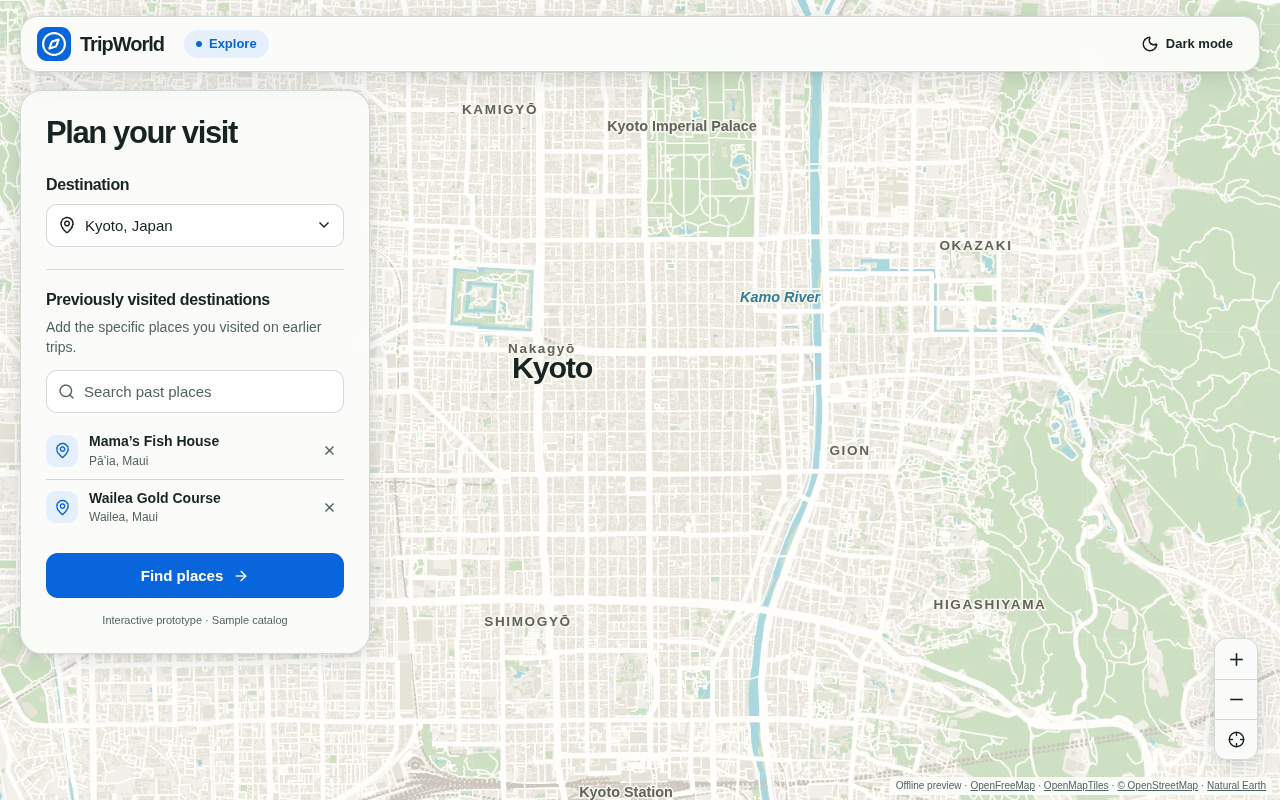 TripWorld
Explore
Dark mode
Plan your visit
Destination
Kyoto, Japan
Previously visited destinations
Add the specific places you visited on earlier
trips.
Search past places
Mama’s Fish House
Pāʻia, Maui
Wailea Gold Course
Wailea, Maui
Find places
Interactive prototype · Sample catalog
KAMIGYŌ
Kyoto Imperial Palace
OKAZAKI
Kamo River
Nakagyō
Kyoto
GION
HIGASHIYAMA
SHIMOGYŌ
Kyoto Station
Offline preview · OpenFreeMap · OpenMapTiles · © OpenStreetMap · Natural Earth